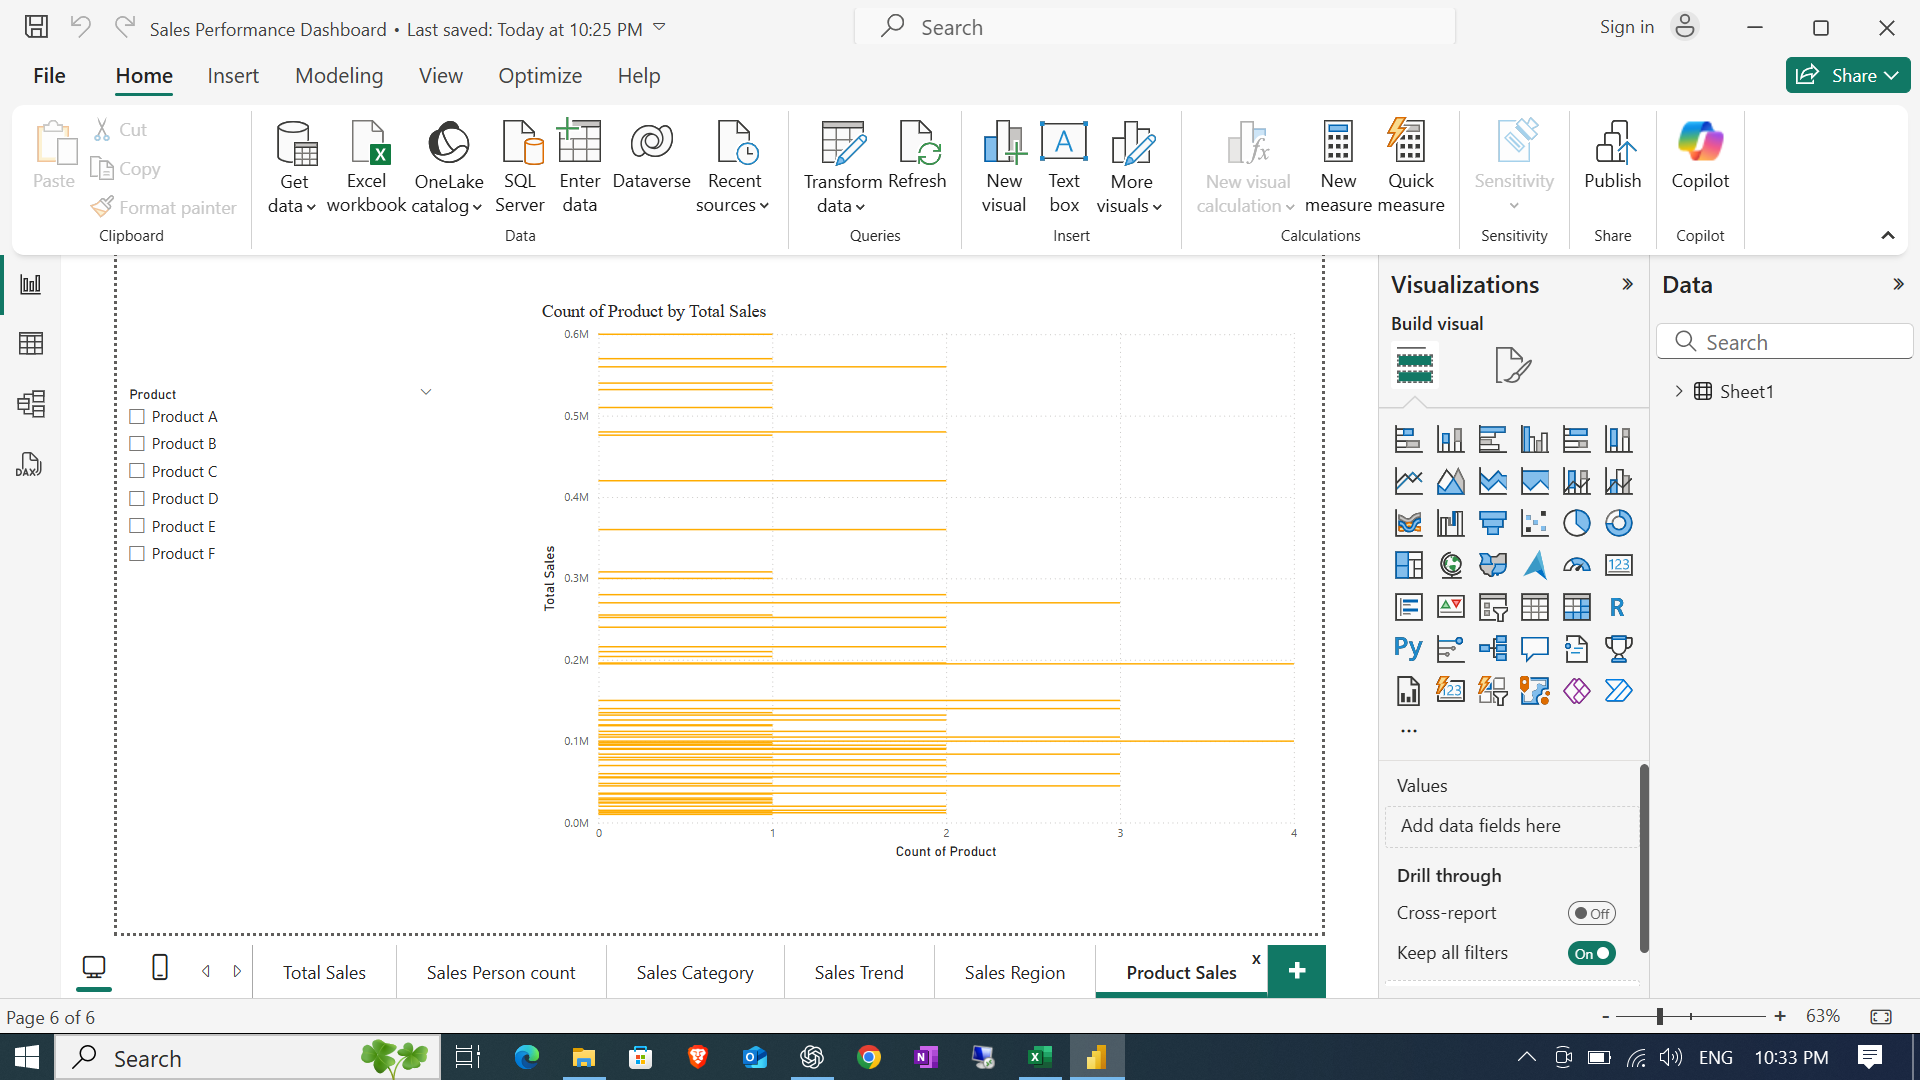 Sales Performance Dashboard • Last saved: Today at 10:25 PM
Search
Sign in
File
Home
Insert
Modeling
View
Optimize
Help
Share
Paste
Cut
Copy
Format painter
Clipboard
Get data
Excel workbook
OneLake catalog
SQL Server
Enter data
Dataverse
Recent sources
Data
Transform data
Refresh
Queries
New visual
Text box
A
More visuals
Insert
New visual calculation
New measure
Quick measure
Calculations
Sensitivity
Sensitivity
Publish
Share
Copilot
Copilot
DAX
Product
Product A
Product B
Product C
Product D
Product E
Product F
Count of Product by Total Sales
0.6M
0.5M
0.4M
0.3M
0.2M
0.1M
0.0M
Total Sales
0 1 2 3 4
Count of Product
Visualizations
Build visual
123
R
Py
123
...
Values
Add data fields here
Drill through
Cross-report
Off
Keep all filters
On
Data
Search
Sheet1
Total Sales
Sales Person count
Sales Category
Sales Trend
Sales Region
Product Sales
x
+
Page 6 of 6
- + 63%
Search
ENG
10:33 PM